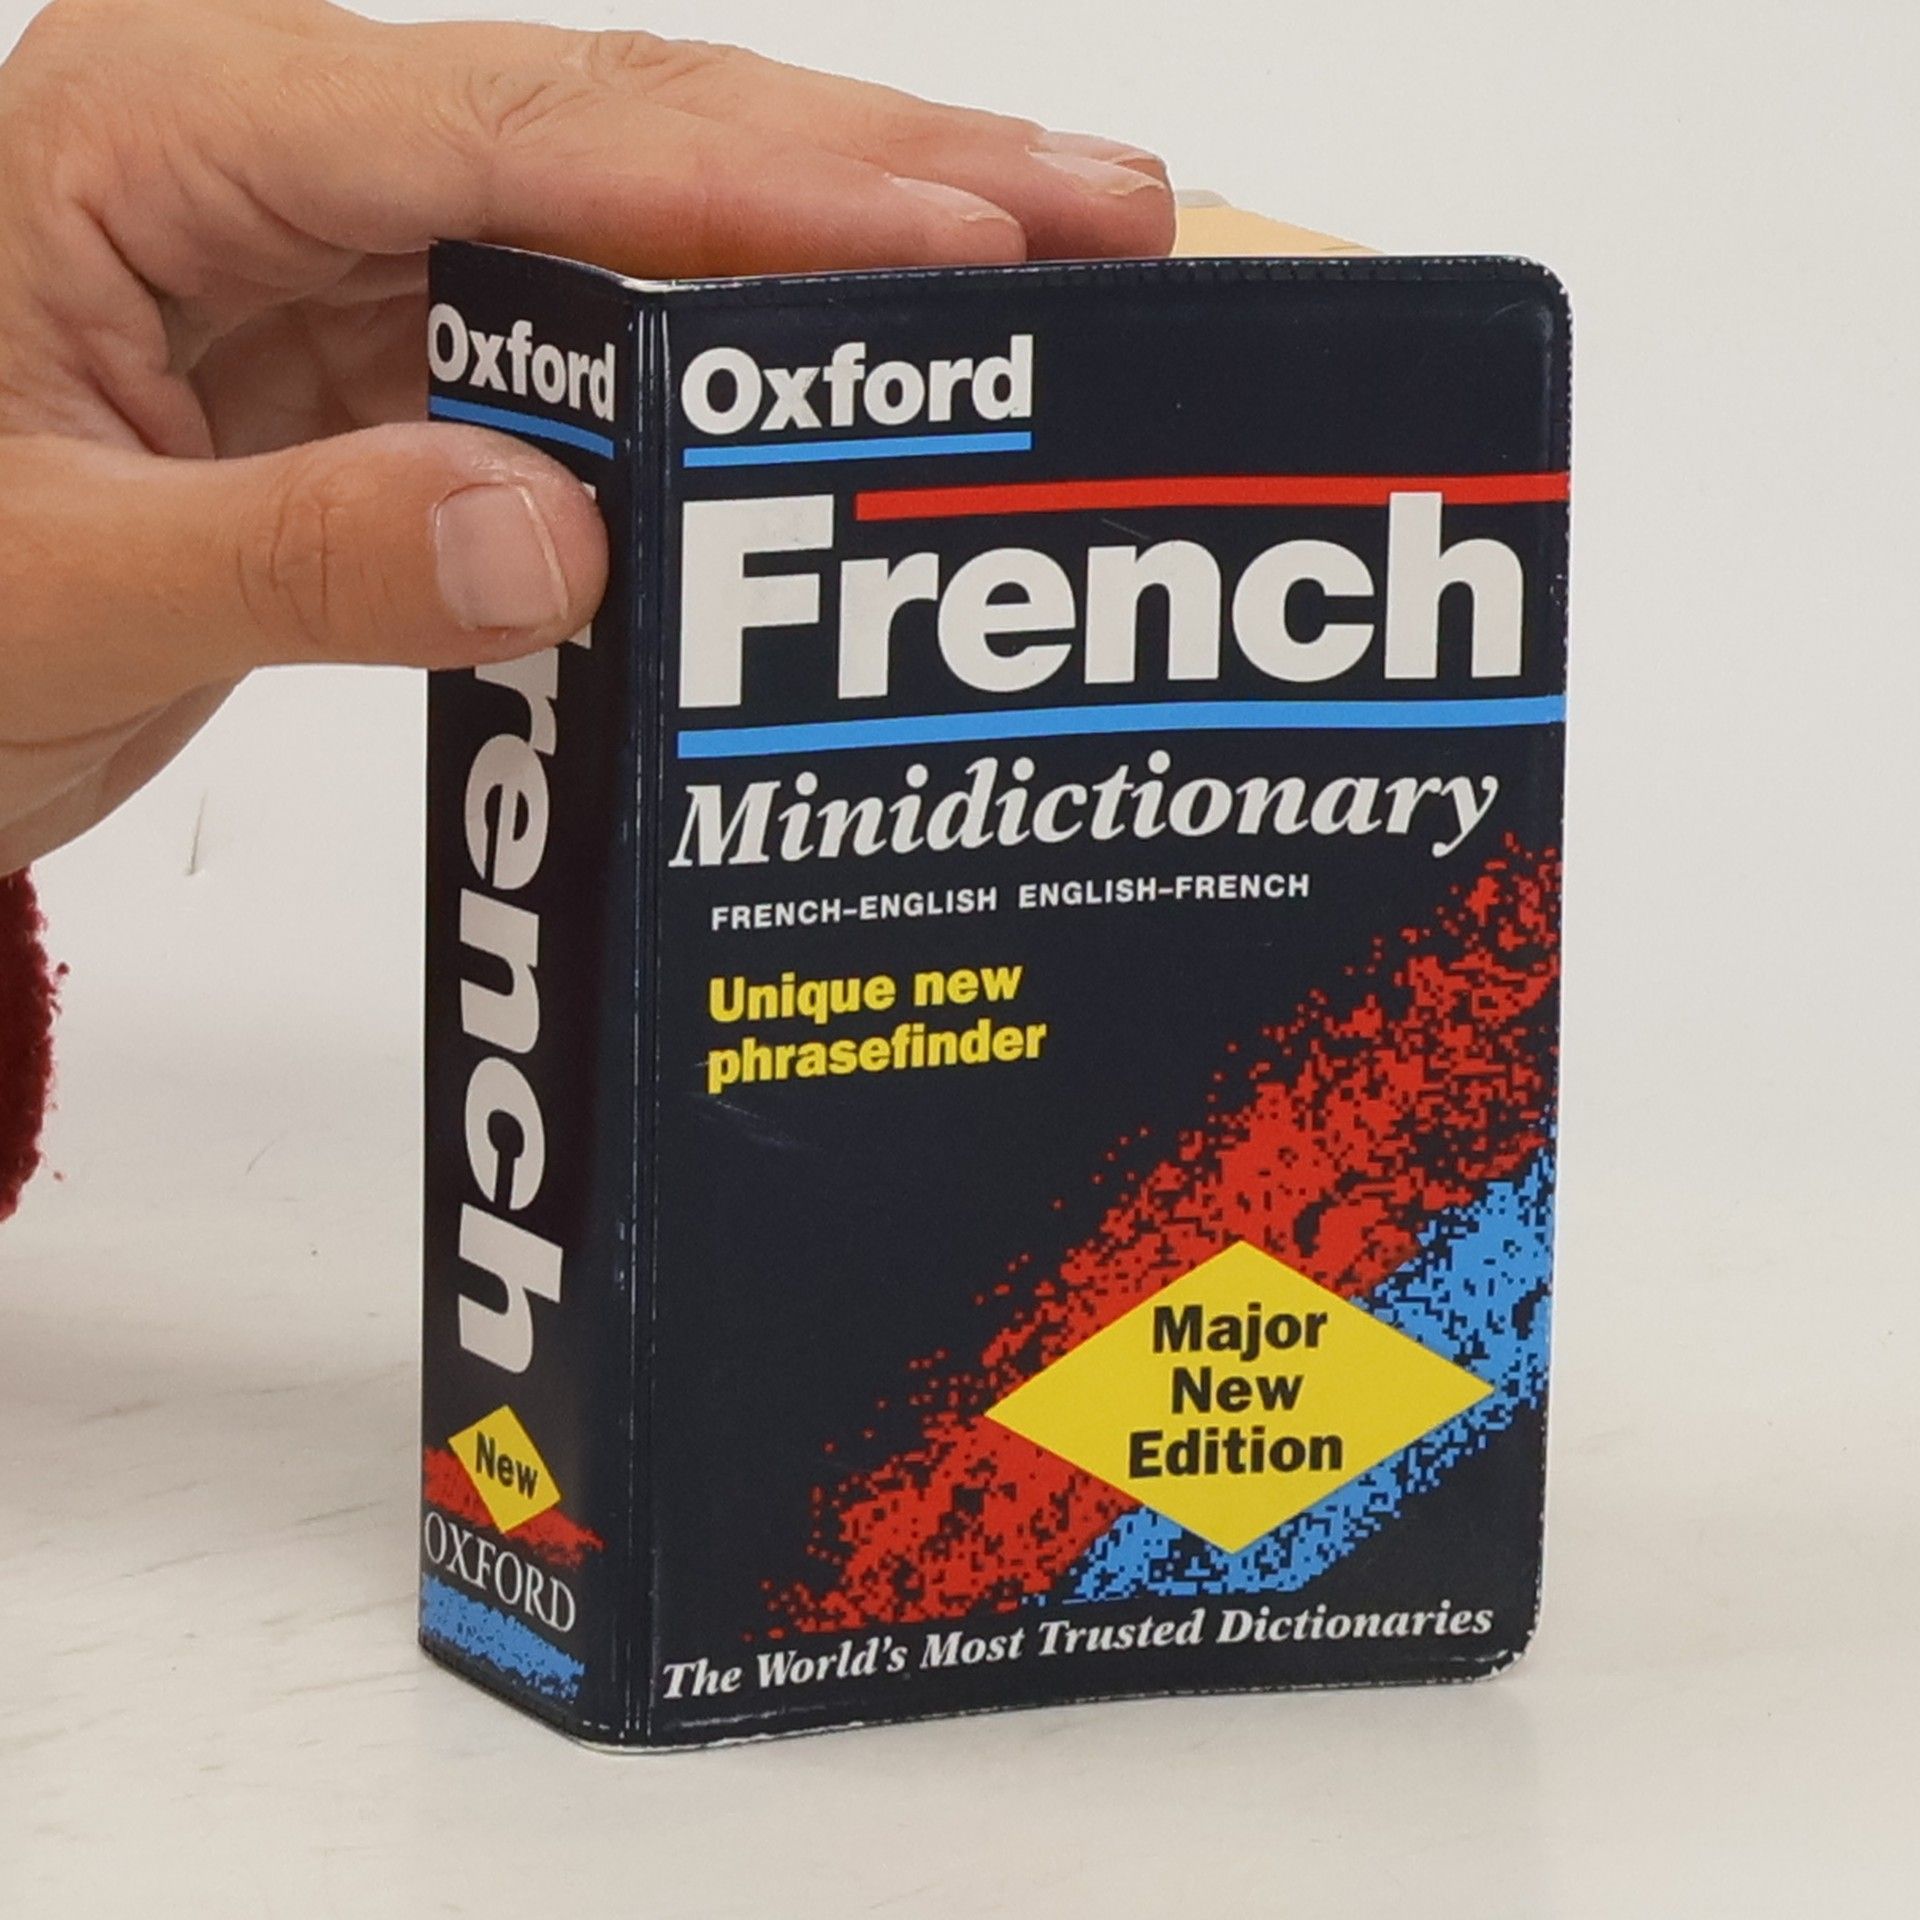 Oxford
French
New
OXFORD
Oxford
French
Minidictionary
FRENCH–ENGLISH ENGLISH–FRENCH
Unique new
phrasefinder
Major
New
Edition
The World's Most Trusted Dictionaries